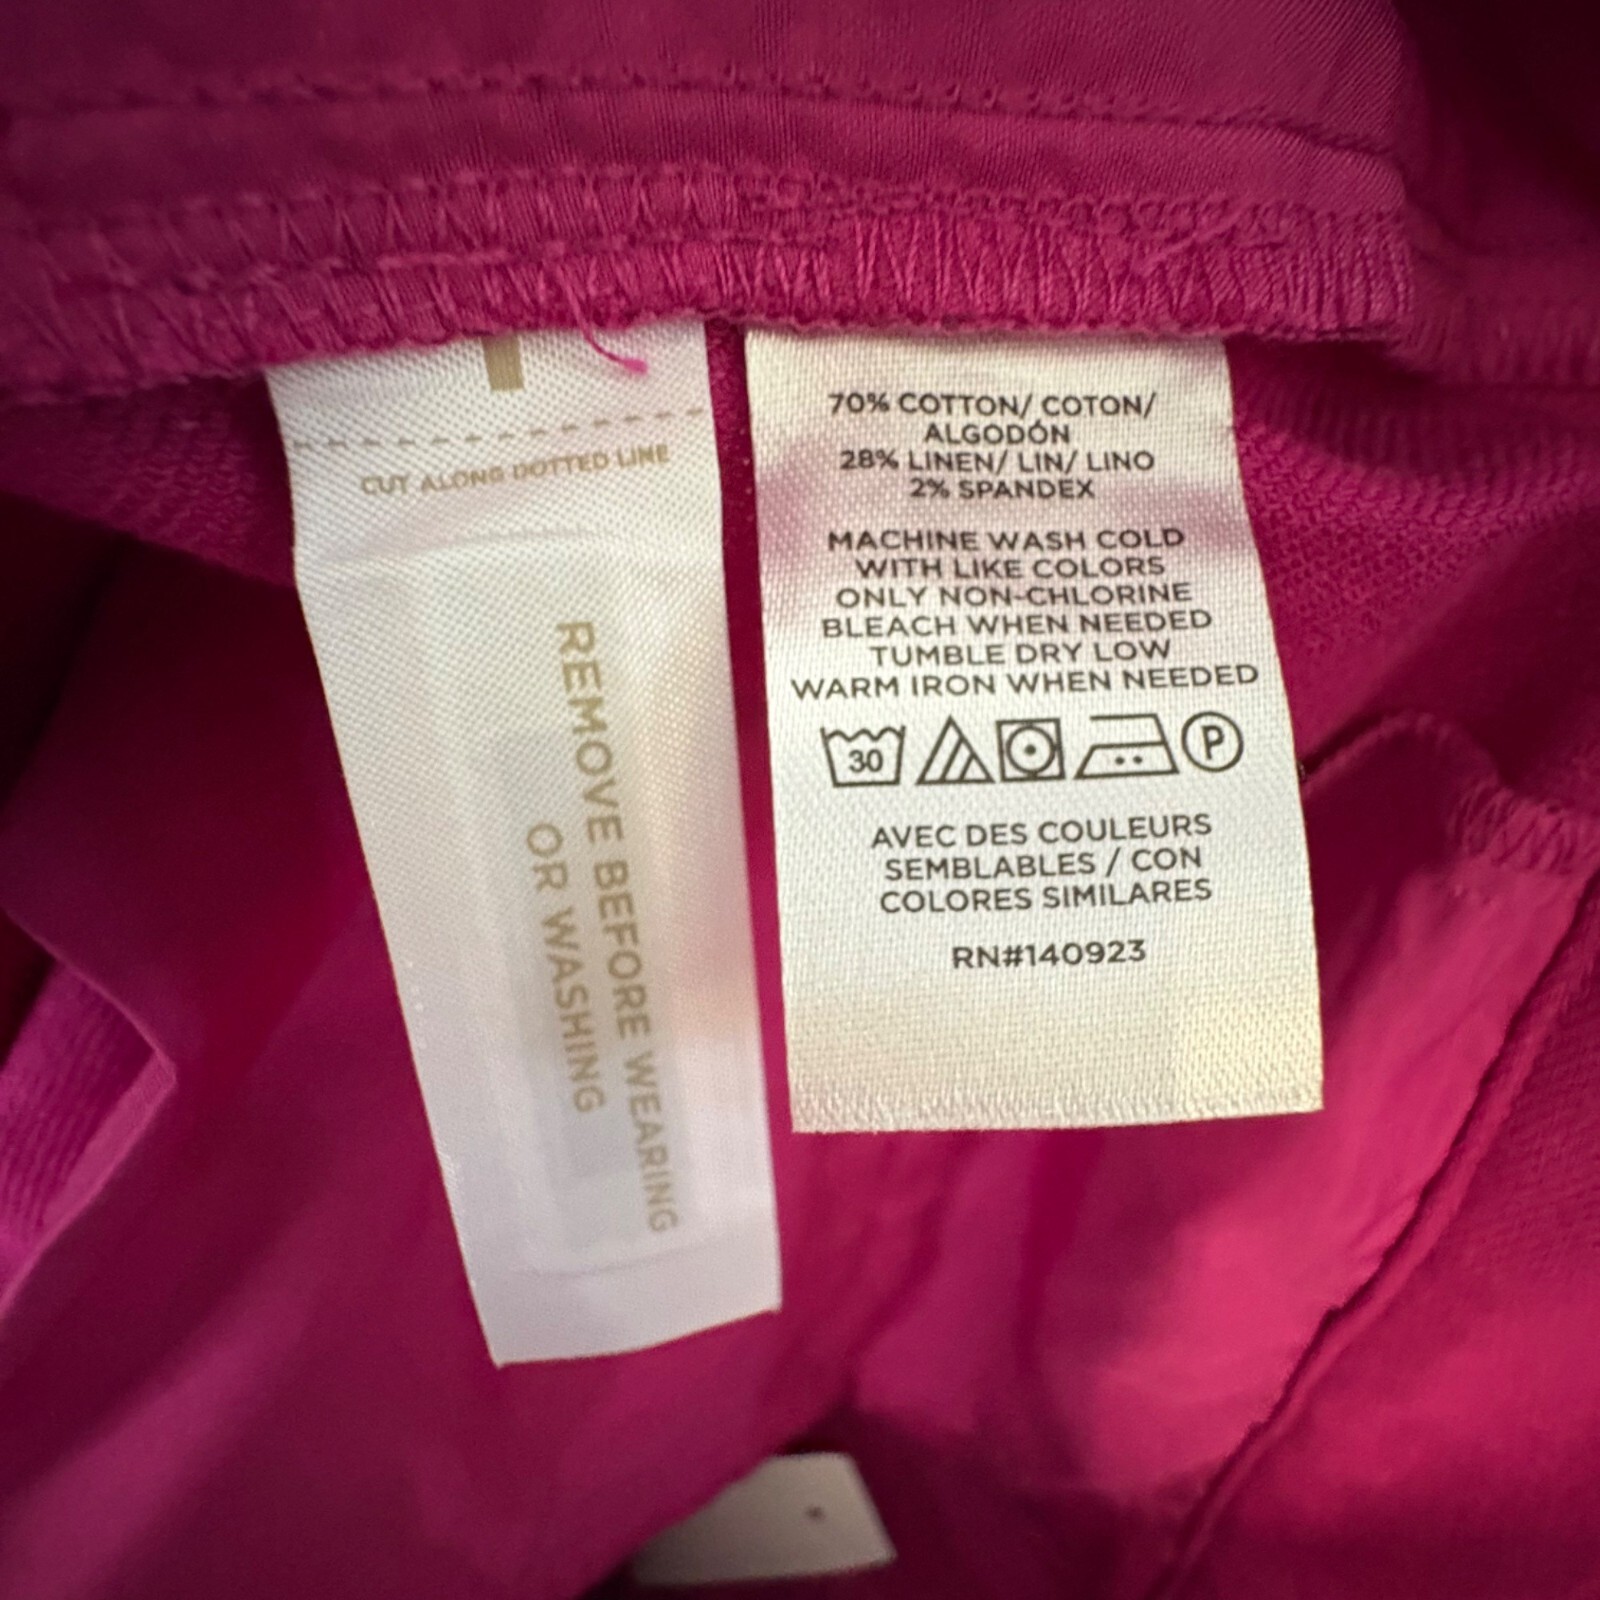 CUT ALONG DOTTED LINE
REMOVE BEFORE WEARING
OR WASHING
70% COTTON/ COTON/
ALGODÓN
28% LINEN/ LIN/ LINO
2% SPANDEX
MACHINE WASH COLD
WITH LIKE COLORS
ONLY NON-CHLORINE
BLEACH WHEN NEEDED
TUMBLE DRY LOW
WARM IRON WHEN NEEDED
30 P
AVEC DES COULEURS
SEMBLABLES / CON
COLORES SIMILARES
RN#140923